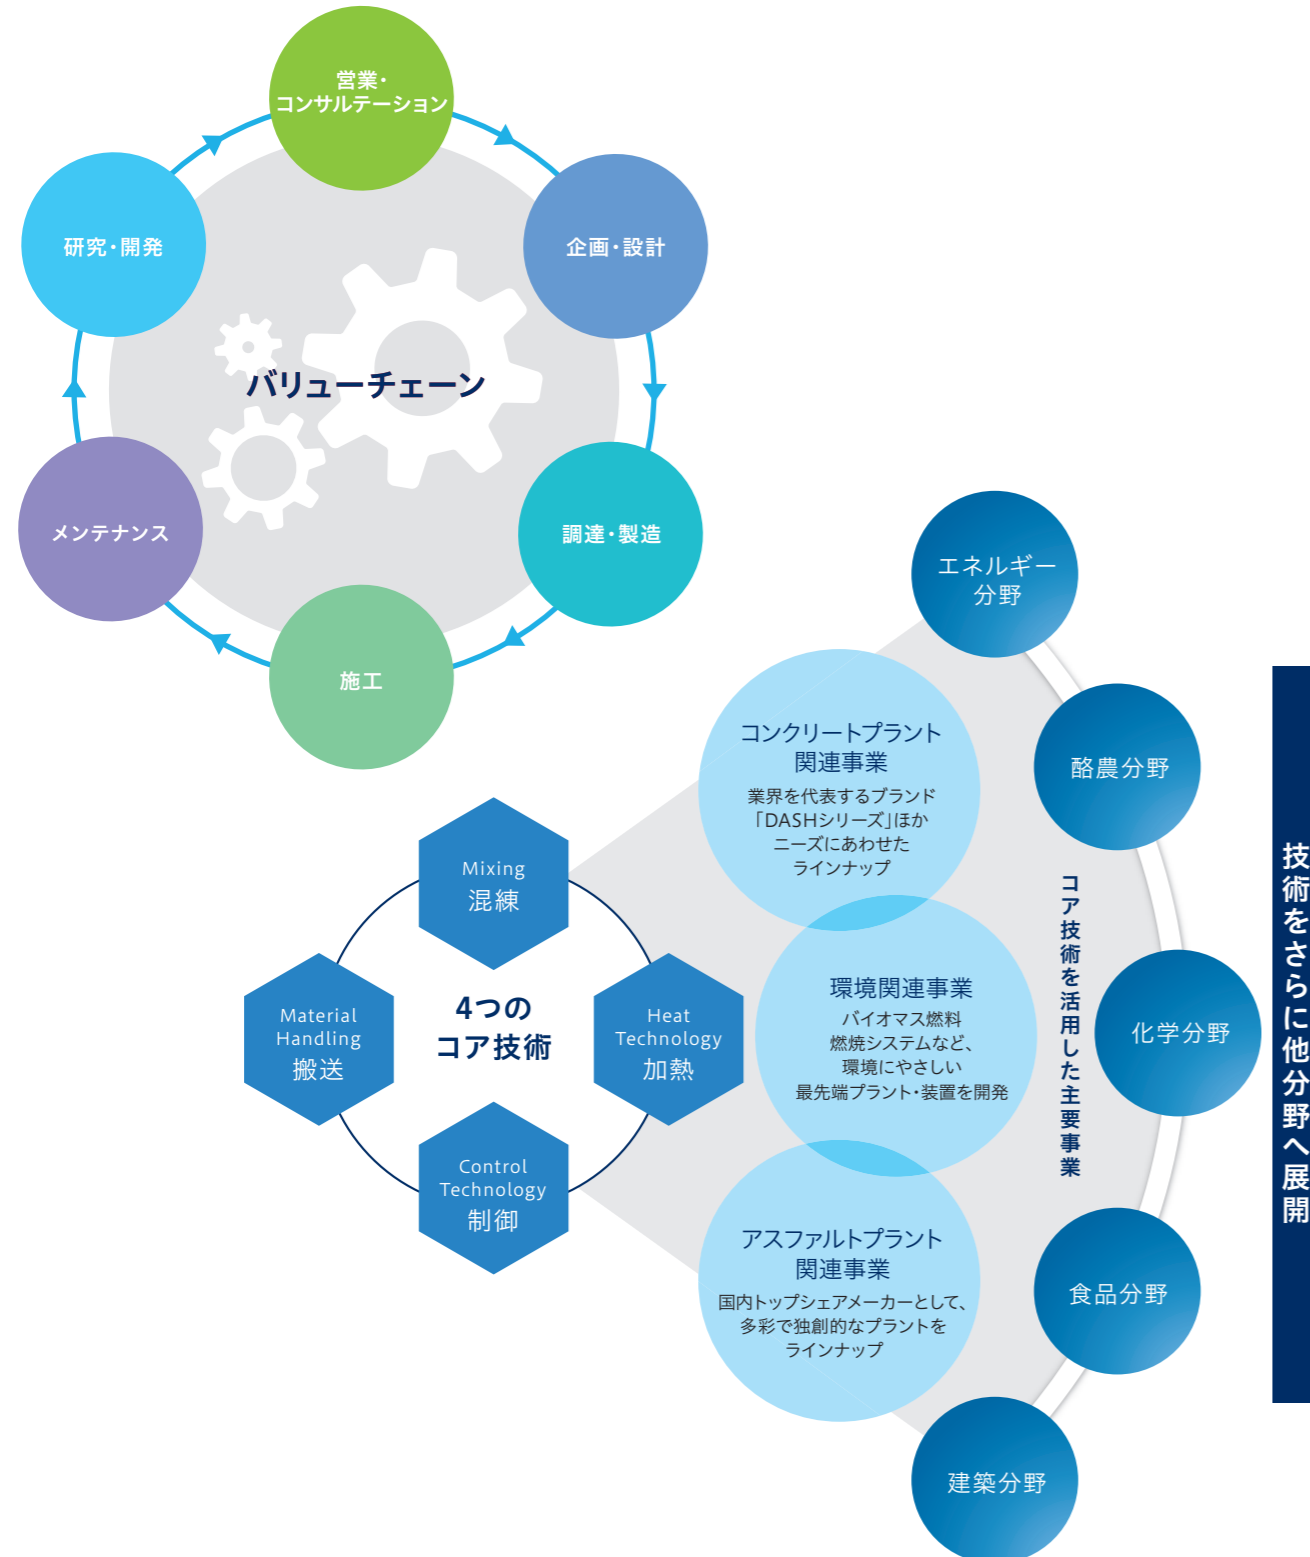 営業・
コンサルテーション
企画・設計
調達・製造
施工
メンテナンス
研究・開発
バリューチェーン
4つの
コア技術
Mixing
混練
Heat
Technology
加熱
Control
Technology
制御
Material
Handling
搬送
コンクリートプラント
関連事業
業界を代表するブランド
「DASHシリーズ」ほか
ニーズにあわせた
ラインナップ
環境関連事業
バイオマス燃料
燃焼システムなど、
環境にやさしい
最先端プラント・装置を開発
アスファルトプラント
関連事業
国内トップシェアメーカーとして、
多彩で独創的なプラントを
ラインナップ
コア技術を活用した主要事業
エネルギー
分野
酪農分野
化学分野
食品分野
建築分野
技術をさらに他分野へ展開